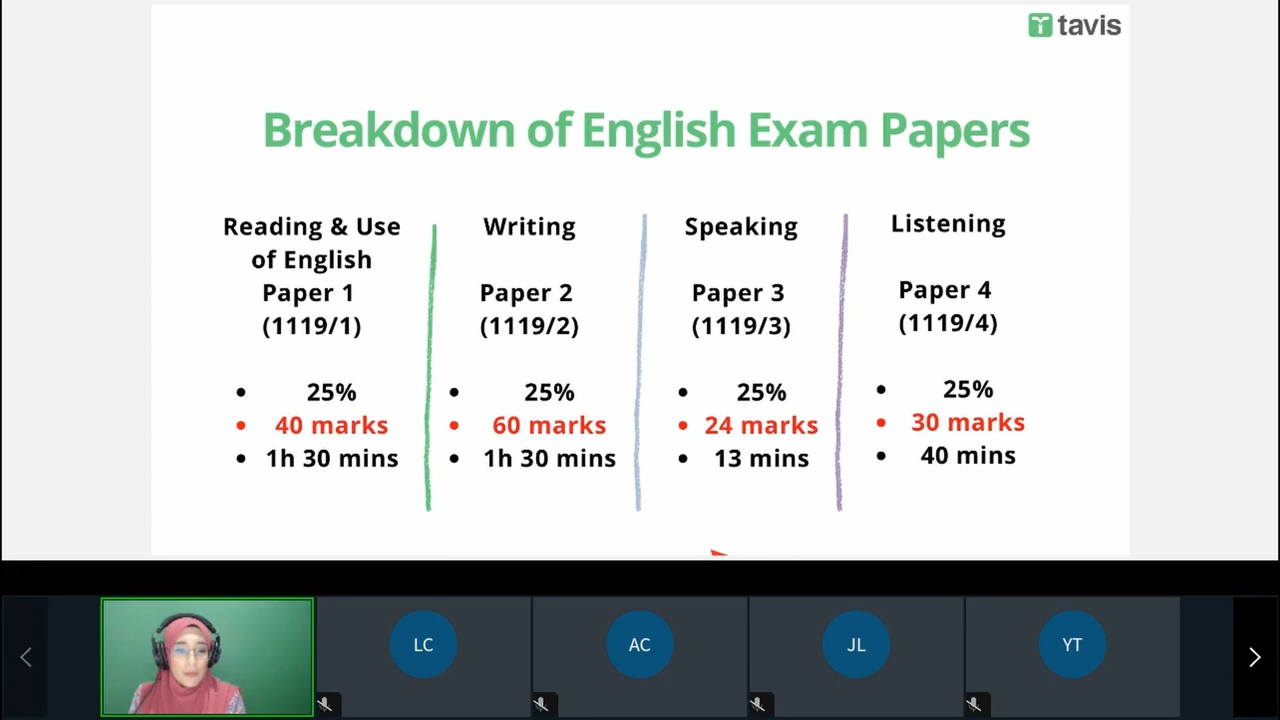 tavis
Breakdown of English Exam Papers
Reading & Use
of English
Paper 1
(1119/1)
• 25%
• 40 marks
• 1h 30 mins
Writing
Paper 2
(1119/2)
• 25%
• 60 marks
• 1h 30 mins
Speaking
Paper 3
(1119/3)
• 25%
• 24 marks
• 13 mins
Listening
Paper 4
(1119/4)
• 25%
• 30 marks
• 40 mins
LC
AC
JL
YT